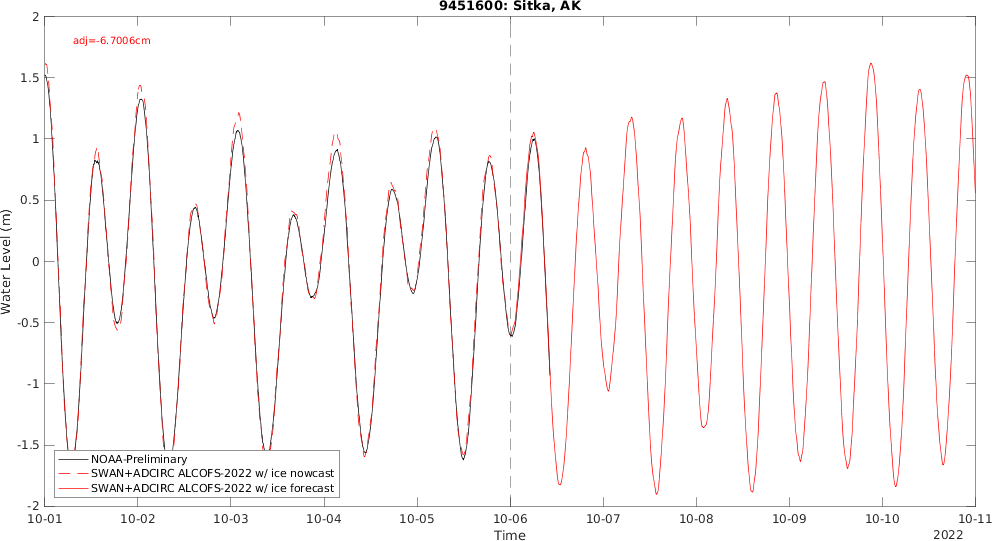 9451600: Sitka, AK
adj=-6.7006cm
2
1.5
1
0.5
0
-0.5
-1
-1.5
-2
Water Level (m)
NOAA-Preliminary
SWAN+ADCIRC ALCOFS-2022 w/ ice nowcast
SWAN+ADCIRC ALCOFS-2022 w/ ice forecast
10-01 10-02 10-03 10-04 10-05 10-06 10-07 10-08 10-09 10-10 10-11
Time
2022